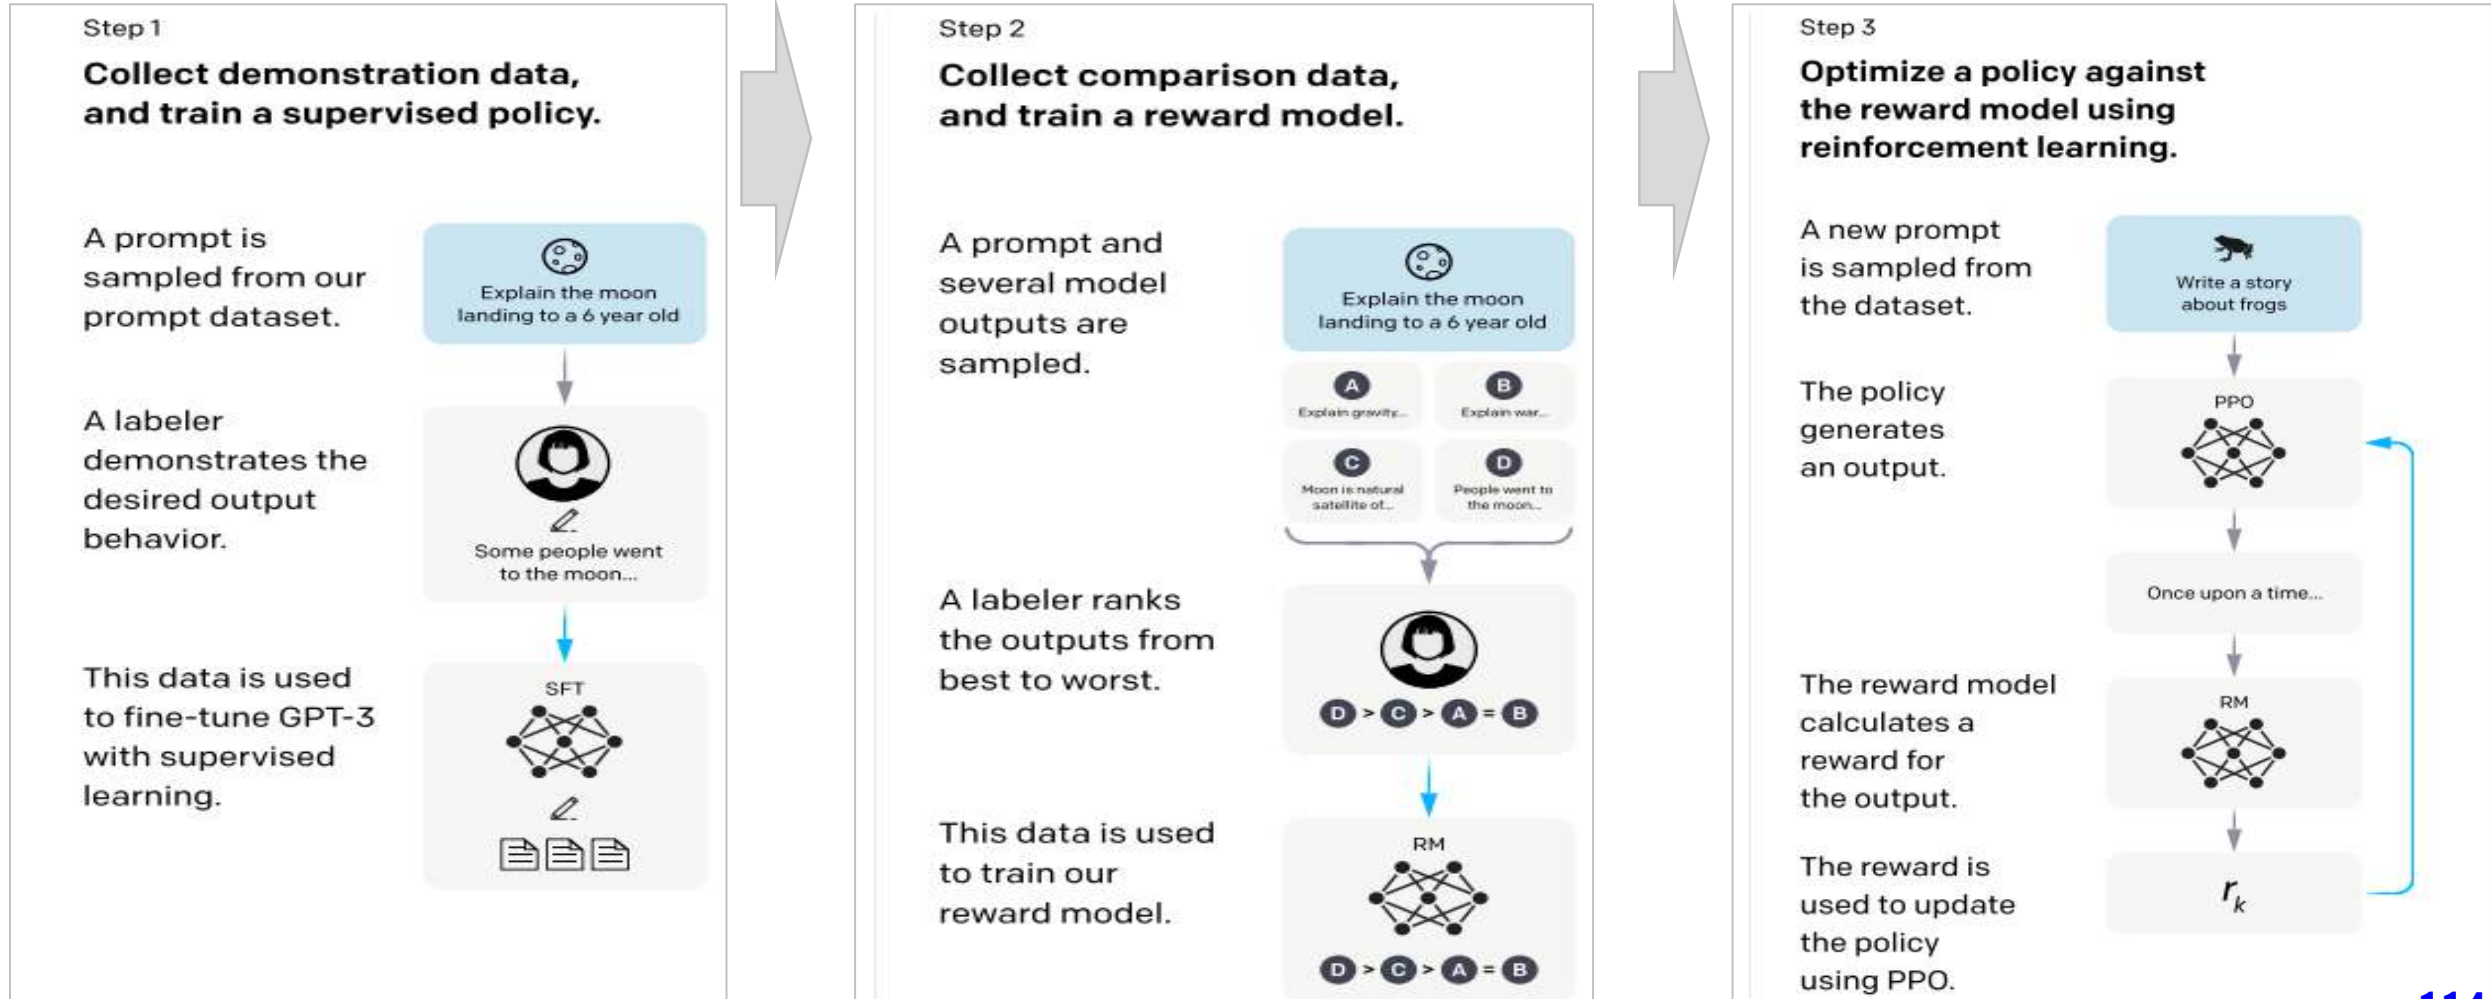 Step 1
Collect demonstration data,
and train a supervised policy.
A prompt is
sampled from our
prompt dataset.
Explain the moon
landing to a 6 year old
A labeler
demonstrates the
desired output
behavior.
Some people went
to the moon...
This data is used
to fine-tune GPT-3
with supervised
learning.
SFT
Step 2
Collect comparison data,
and train a reward model.
A prompt and
several model
outputs are
sampled.
Explain the moon
landing to a 6 year old
A
Explain gravity...
B
Explain war...
C
Moon is natural
satellite of...
D
People went to
the moon...
A labeler ranks
the outputs from
best to worst.
D > C > A = B
This data is used
to train our
reward model.
RM
D > C > A = B
Step 3
Optimize a policy against
the reward model using
reinforcement learning.
A new prompt
is sampled from
the dataset.
Write a story
about frogs
The policy
generates
an output.
PPO
Once upon a time...
The reward model
calculates a
reward for
the output.
RM
The reward is
used to update
the policy
using PPO.
rk